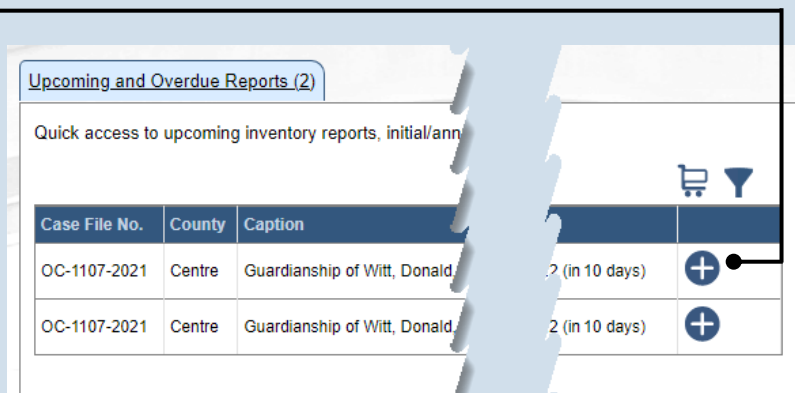 Upcoming and Overdue Reports (2)
Quick access to upcoming inventory reports, initial/ann
Case File No. County Caption
OC-1107-2021 Centre Guardianship of Witt, Donald, 2 (in 10 days)
OC-1107-2021 Centre Guardianship of Witt, Donald, 2 (in 10 days)